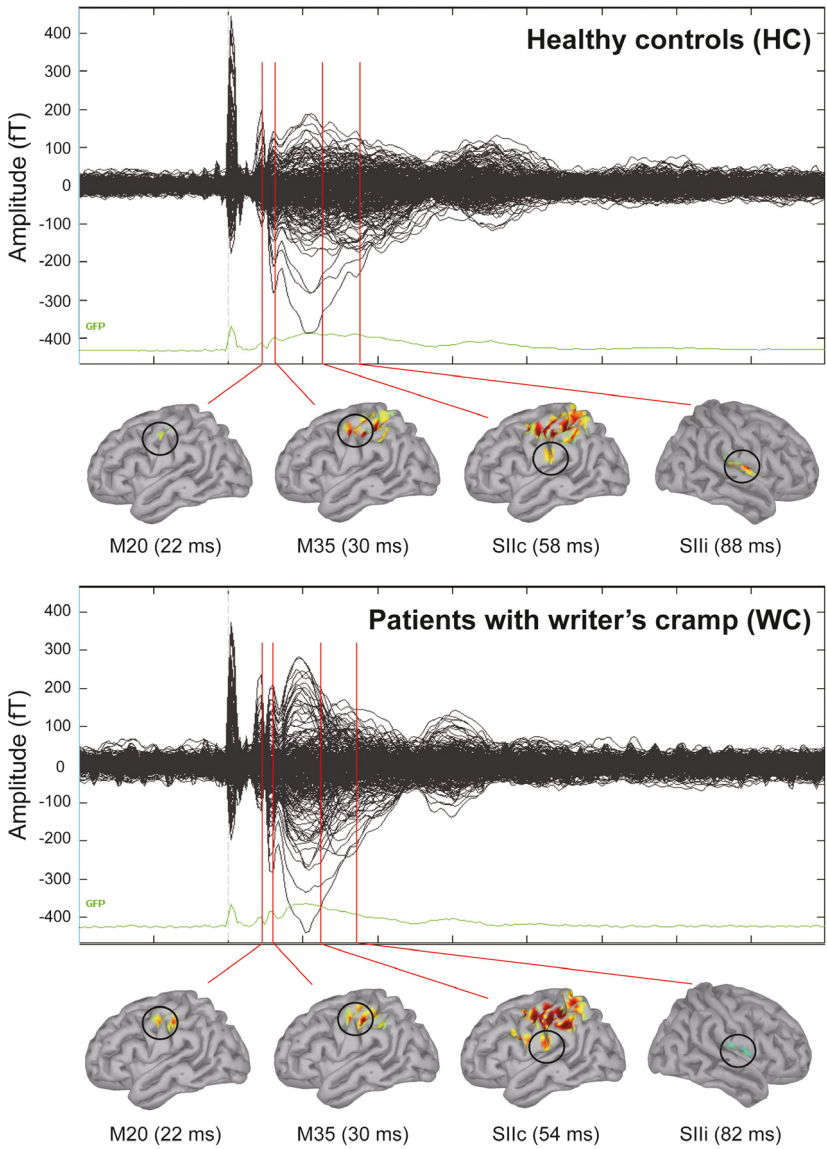 Healthy controls (HC)
Amplitude (fT)
400
300
200
100
0
-100
-200
-300
-400
GFP
M20 (22 ms) M35 (30 ms) SIIc (58 ms) SIIi (88 ms)
Patients with writer's cramp (WC)
Amplitude (fT)
400
300
200
100
0
-100
-200
-300
-400
GFP
M20 (22 ms) M35 (30 ms) SIIc (54 ms) SIIi (82 ms)